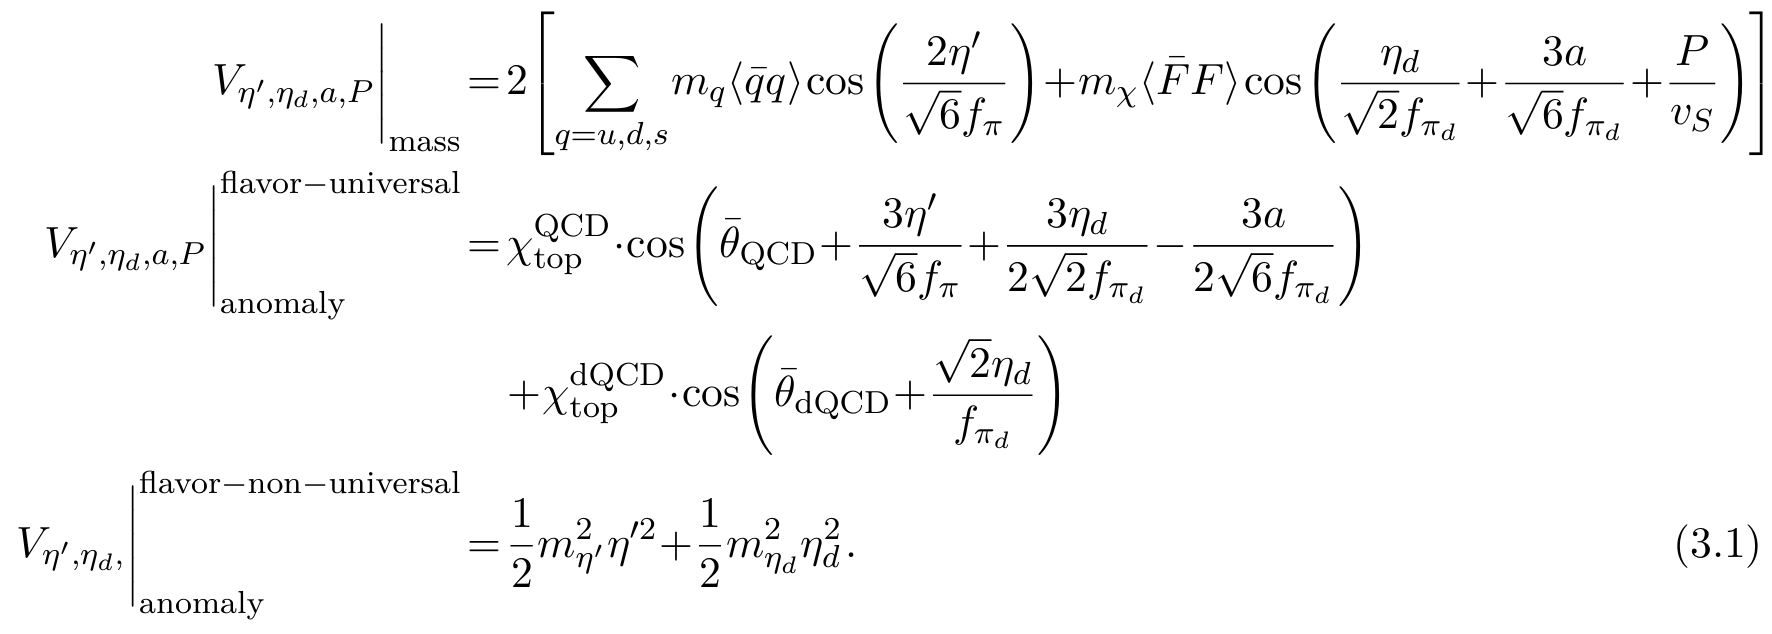 $V_{\eta',\eta_d,a,P}\Big|_{\text{mass}} = 2\left[\sum_{q=u,d,s} m_q \langle \bar{q}q \rangle \cos\left(\frac{2\eta'}{\sqrt{6}f_\pi}\right) + m_\chi \langle \bar{F}F \rangle \cos\left(\frac{\eta_d}{\sqrt{2}f_{\pi_d}} + \frac{3a}{\sqrt{6}f_{\pi_d}} + \frac{P}{v_S}\right)\right]$
$V_{\eta',\eta_d,a,P}\Big|_{\text{anomaly}}^{\text{flavor-universal}} = \chi_{\text{top}}^{\text{QCD}} \cdot \cos\left(\bar{\theta}_{\text{QCD}} + \frac{3\eta'}{\sqrt{6}f_\pi} + \frac{3\eta_d}{2\sqrt{2}f_{\pi_d}} - \frac{3a}{2\sqrt{6}f_{\pi_d}}\right)$
$+ \chi_{\text{top}}^{\text{dQCD}} \cdot \cos\left(\bar{\theta}_{\text{dQCD}} + \frac{\sqrt{2}\eta_d}{f_{\pi_d}}\right)$
$V_{\eta',\eta_d,}\Big|_{\text{anomaly}}^{\text{flavor-non-universal}} = \frac{1}{2}m_{\eta'}^2 \eta'^2 + \frac{1}{2}m_{\eta_d}^2 \eta_d^2.$ (3.1)